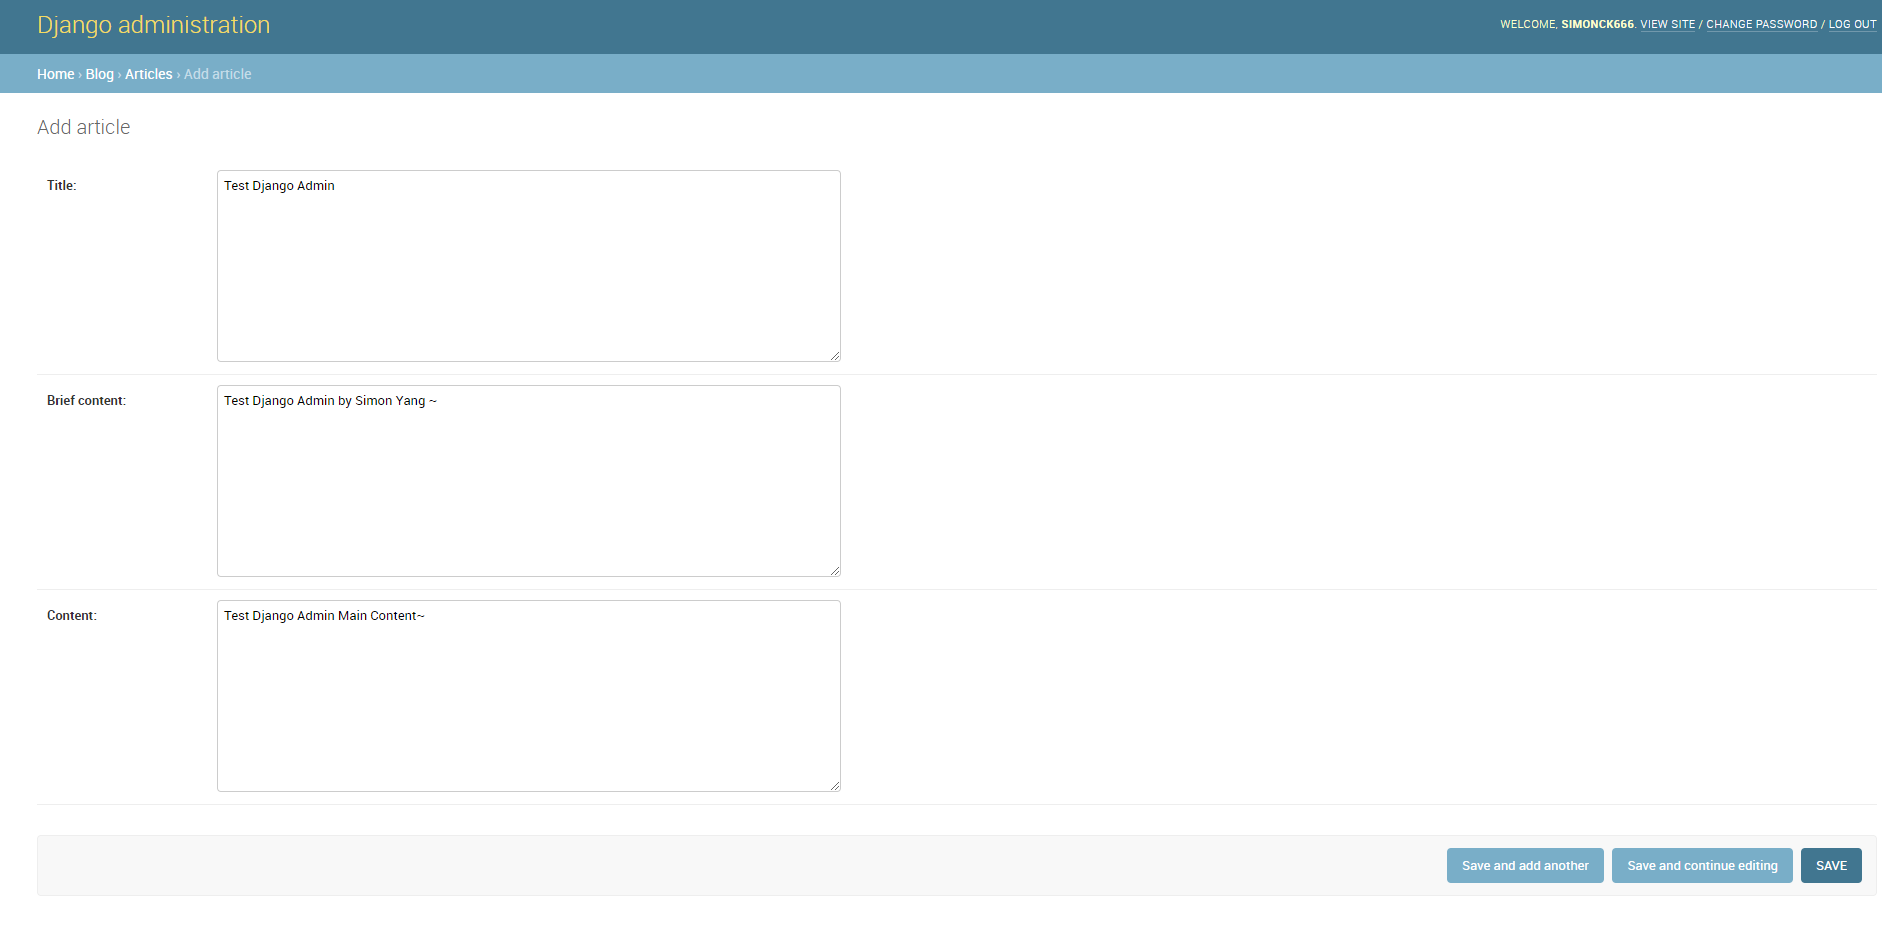 Django administration
WELCOME, SIMONCK666. VIEW SITE / CHANGE PASSWORD / LOG OUT
Home › Blog › Articles › Add article
Add article
Title:
Test Django Admin
Brief content:
Test Django Admin by Simon Yang ~
Content:
Test Django Admin Main Content~
Save and add another
Save and continue editing
SAVE